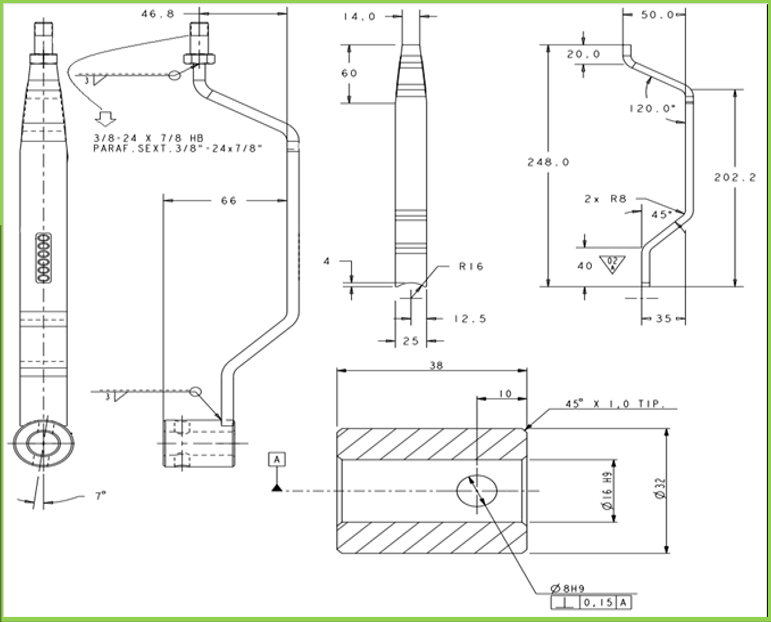 46.8
14.0
50.0
20.0
60
3
120.0°
3/8-24 X 7/8 HB
PARAF.SEXT.3/8"-24x7/8"
248.0
202.2
66
2x R8
45°
4
R16
40
02
A
12.5
35
25
38
3
10
45° X 1,0 TIP.
A
Ø16 H9
Ø32
7°
Ø8H9
⊥ 0,15 A